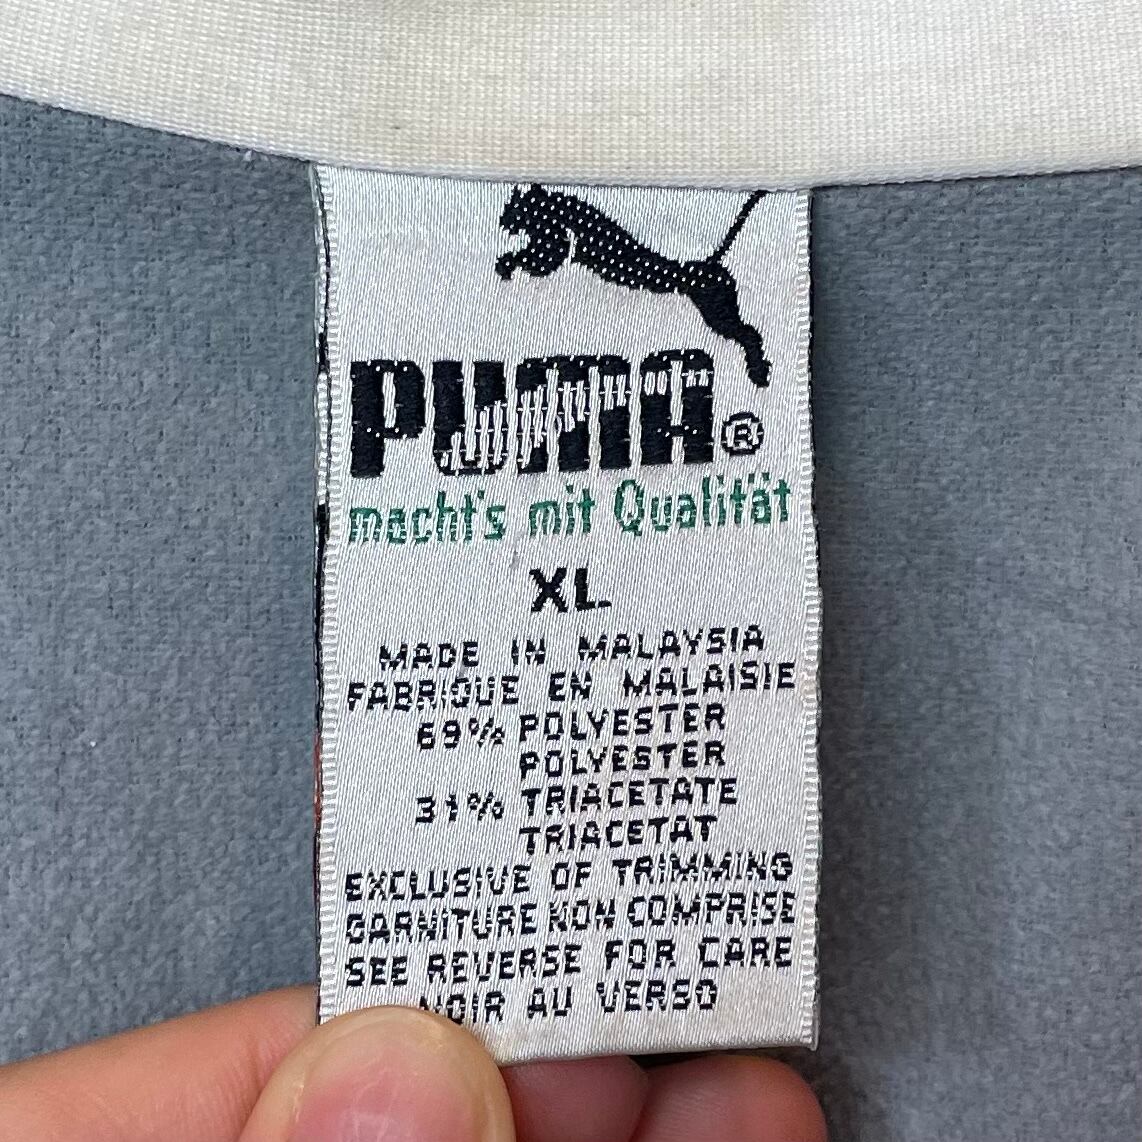 PUMA®
macht's mit Qualität
XL
MADE IN MALAYSIA
FABRIQUE EN MALAISIE
69% POLYESTER
POLYESTER
31% TRIACETATE
TRIACETAT
EXCLUSIVE OF TRIMMING
GARNITURE NON COMPRISE
SEE REVERSE FOR CARE
NOIR AU VERSO